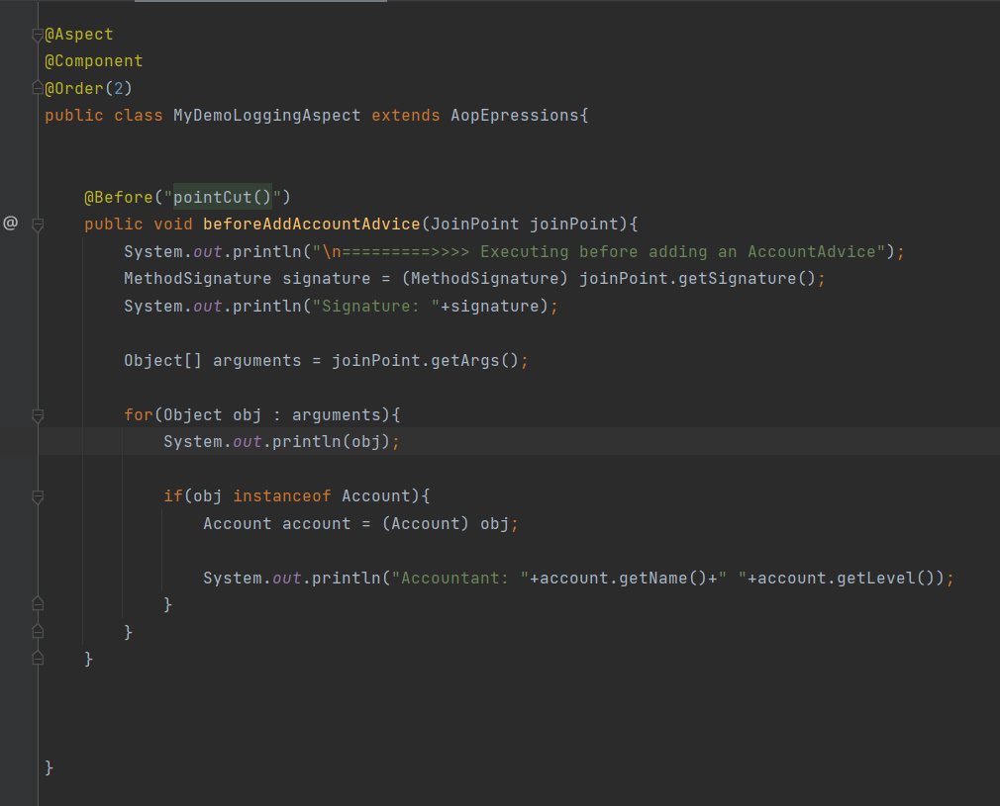 @Aspect
@Component
@Order(2)
public class MyDemoLoggingAspect extends AopEpressions{
@Before("pointCut()")
@
public void beforeAddAccountAdvice(JoinPoint joinPoint){
System.out.println("\n=========>>>> Executing before adding an AccountAdvice");
MethodSignature signature = (MethodSignature) joinPoint.getSignature();
System.out.println("Signature: "+signature);
Object[] arguments = joinPoint.getArgs();
for(Object obj : arguments){
System.out.println(obj);
if(obj instanceof Account){
Account account = (Account) obj;
System.out.println("Accountant: "+account.getName()+" "+account.getLevel());
}
}
}
}